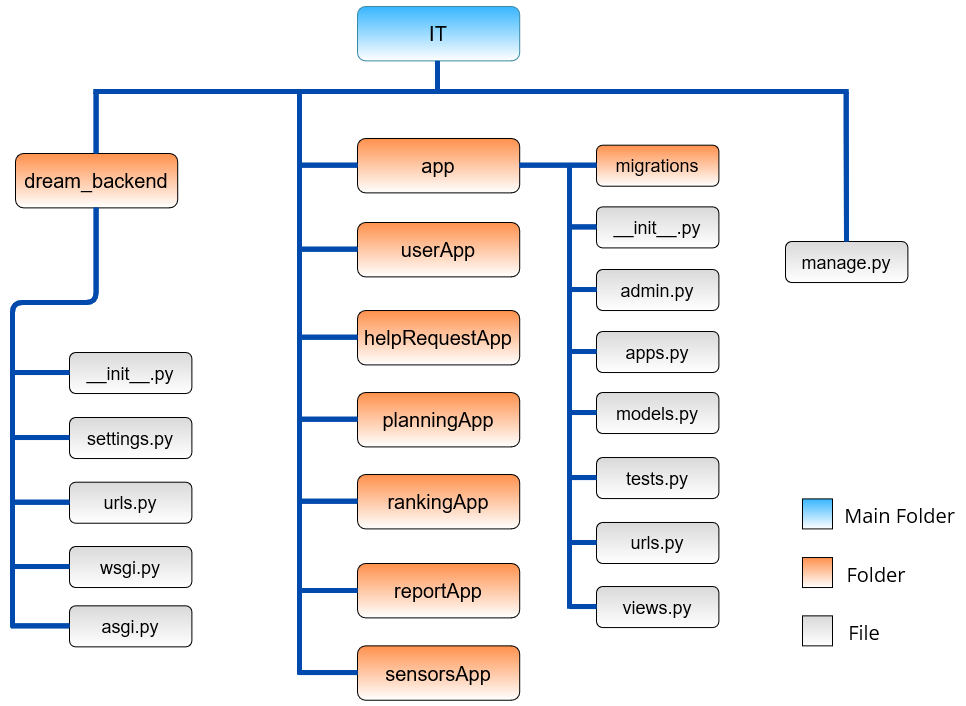 IT
dream_backend
__init__.py
settings.py
urls.py
wsgi.py
asgi.py
app
userApp
helpRequestApp
planningApp
rankingApp
reportApp
sensorsApp
migrations
__init__.py
admin.py
apps.py
models.py
tests.py
urls.py
views.py
manage.py
Main Folder
Folder
File